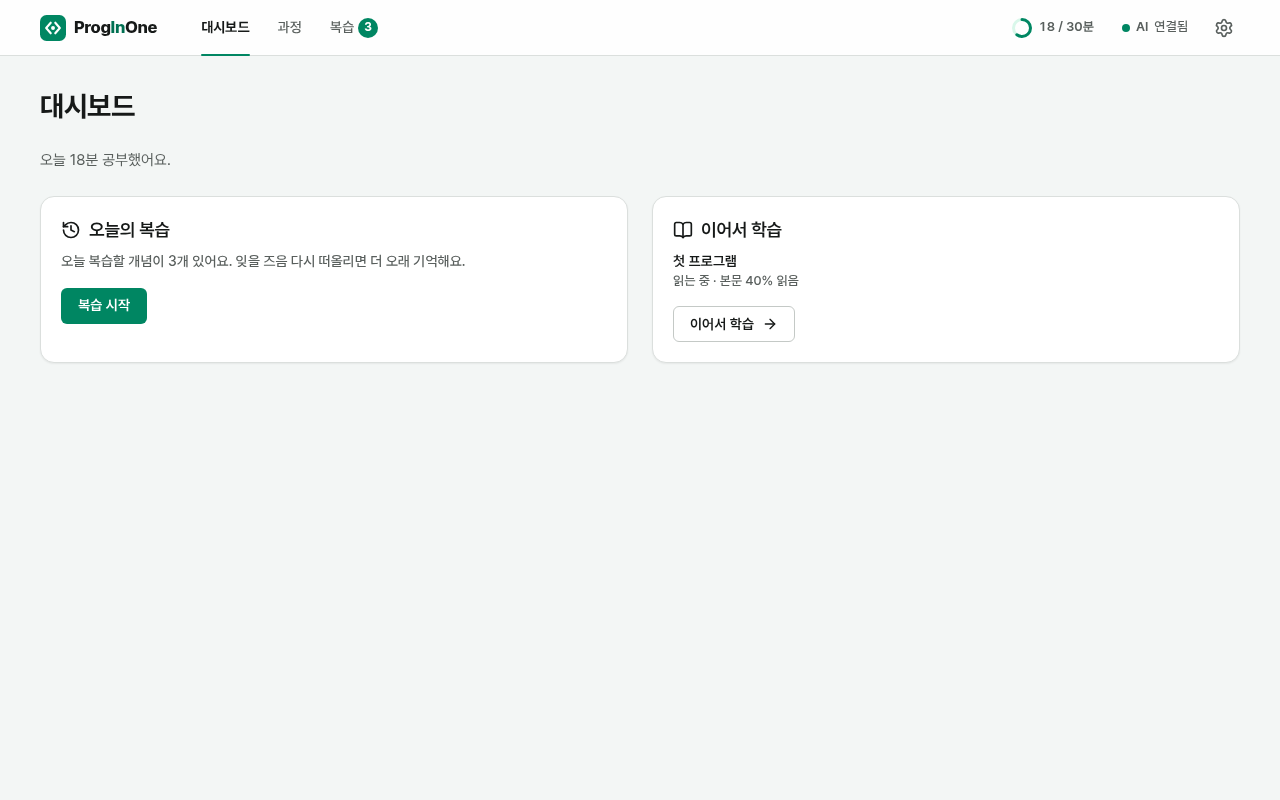 ProgInOne
대시보드
과정
복습 3
18 / 30분
AI 연결됨
대시보드
오늘 18분 공부했어요.
오늘의 복습
오늘 복습할 개념이 3개 있어요. 잊을 즈음 다시 떠올리면 더 오래 기억해요.
복습 시작
이어서 학습
첫 프로그램
읽는 중 · 본문 40% 읽음
이어서 학습